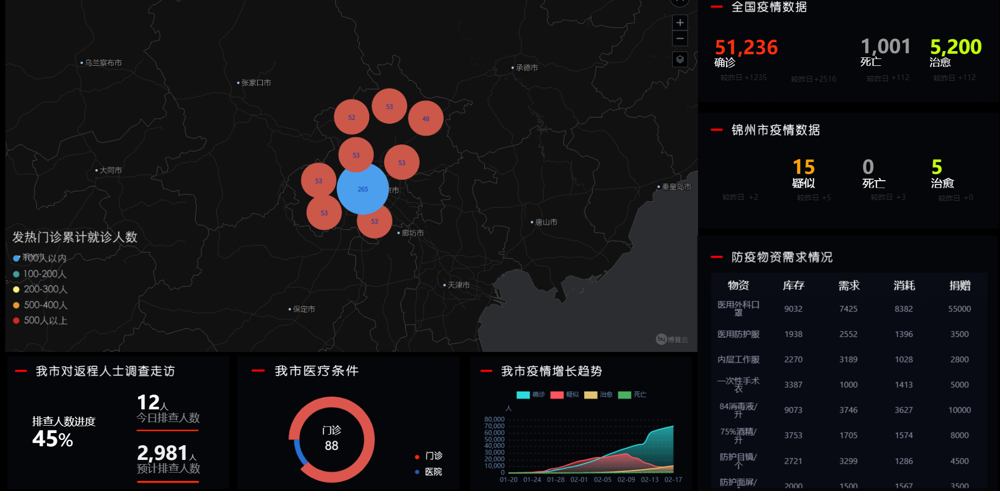 乌兰察布市
承德市
张家口市
大同市
秦皇岛市
唐山市
廊坊市
天津市
保定市
京市
52
53
48
53
53
53
265
53
53
发热门诊累计就诊人数
100人以内
100-200人
200-300人
500-400人
500人以上
博雅云
全国疫情数据
51,236
确诊
较昨日 +1235
较昨日 +2516
1,001
死亡
较昨日 +112
5,200
治愈
较昨日 +112
锦州市疫情数据
较昨日 +2
15
疑似
较昨日 +5
0
死亡
较昨日 +3
5
治愈
较昨日 +0
防疫物资需求情况
物资 库存 需求 消耗 捐赠
医用外科口罩 9032 7425 8382 55000
医用防护服 1938 2552 1396 3500
内层工作服 2270 3189 1028 2800
一次性手术衣 3387 1000 1413 5000
84消毒液/升 9073 3746 3627 10000
75%酒精/升 3753 1705 1574 8000
防护目镜/个 2721 3299 1286 4500
防护面屏/ 2000 1500 1567 3500
我市对返程人士调查走访
排查人数进度
45%
12人
今日排查人数
2,981人
预计排查人数
我市医疗条件
门诊
88
门诊
医院
我市疫情增长趋势
确诊 疑似 治愈 死亡
人
80,000
70,000
60,000
50,000
40,000
30,000
20,000
10,000
0
01-20 01-24 01-28 02-01 02-05 02-09 02-13 02-17